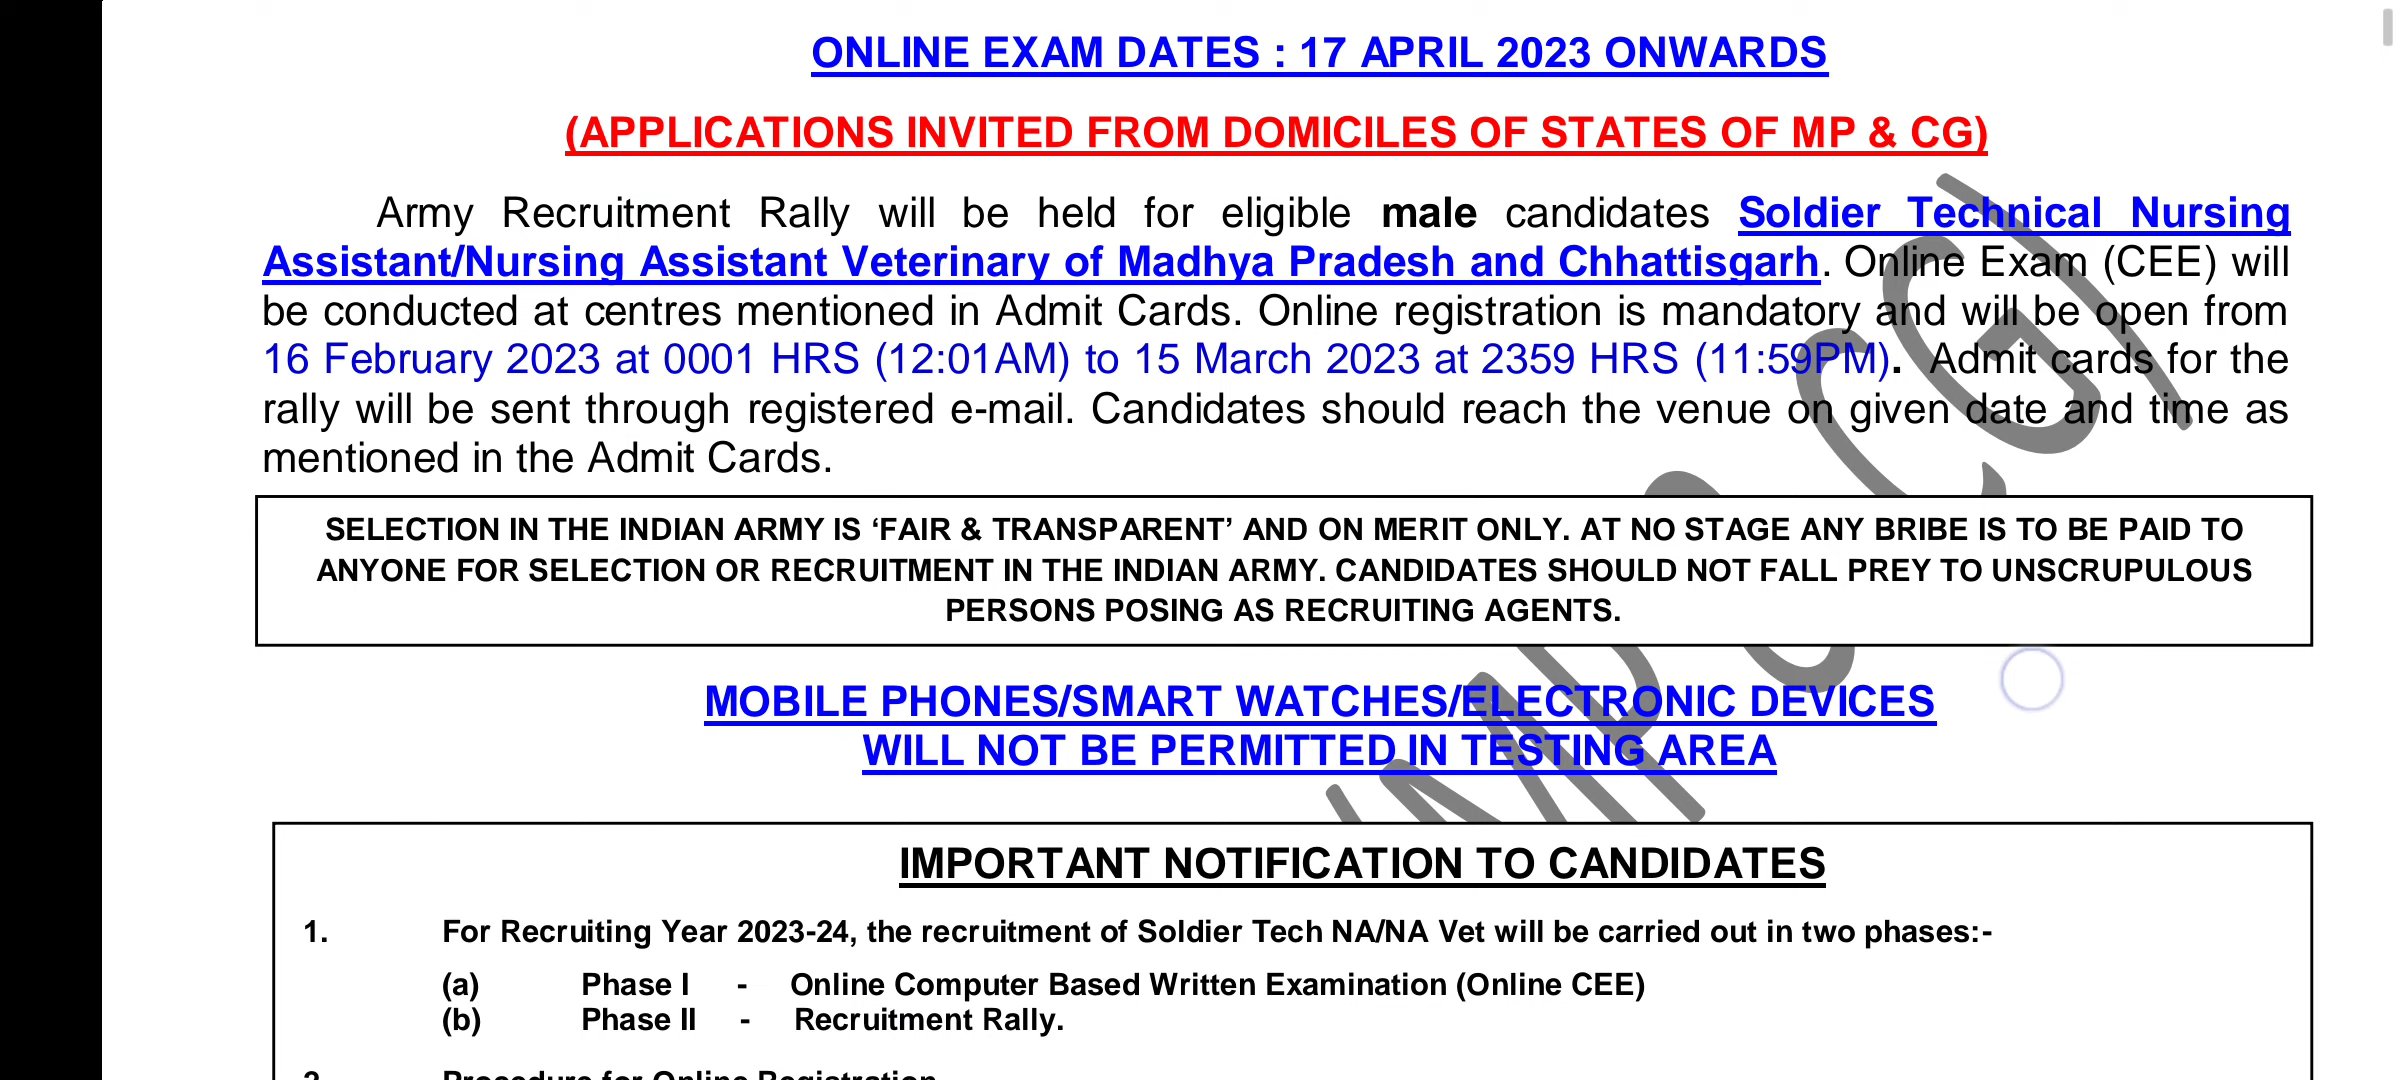 ONLINE EXAM DATES : 17 APRIL 2023 ONWARDS
(APPLICATIONS INVITED FROM DOMICILES OF STATES OF MP & CG)
Army Recruitment Rally will be held for eligible male candidates Soldier Technical Nursing
Assistant/Nursing Assistant Veterinary of Madhya Pradesh and Chhattisgarh. Online Exam (CEE) will
be conducted at centres mentioned in Admit Cards. Online registration is mandatory and will be open from
16 February 2023 at 0001 HRS (12:01AM) to 15 March 2023 at 2359 HRS (11:59PM). Admit cards for the
rally will be sent through registered e-mail. Candidates should reach the venue on given date and time as
mentioned in the Admit Cards.
SELECTION IN THE INDIAN ARMY IS ‘FAIR & TRANSPARENT’ AND ON MERIT ONLY. AT NO STAGE ANY BRIBE IS TO BE PAID TO
ANYONE FOR SELECTION OR RECRUITMENT IN THE INDIAN ARMY. CANDIDATES SHOULD NOT FALL PREY TO UNSCRUPULOUS
PERSONS POSING AS RECRUITING AGENTS.
MOBILE PHONES/SMART WATCHES/ELECTRONIC DEVICES
WILL NOT BE PERMITTED IN TESTING AREA
IMPORTANT NOTIFICATION TO CANDIDATES
1. For Recruiting Year 2023-24, the recruitment of Soldier Tech NA/NA Vet will be carried out in two phases:-
(a) Phase I - Online Computer Based Written Examination (Online CEE)
(b) Phase II - Recruitment Rally.
2. Procedure for Online Registration
(MP CG)